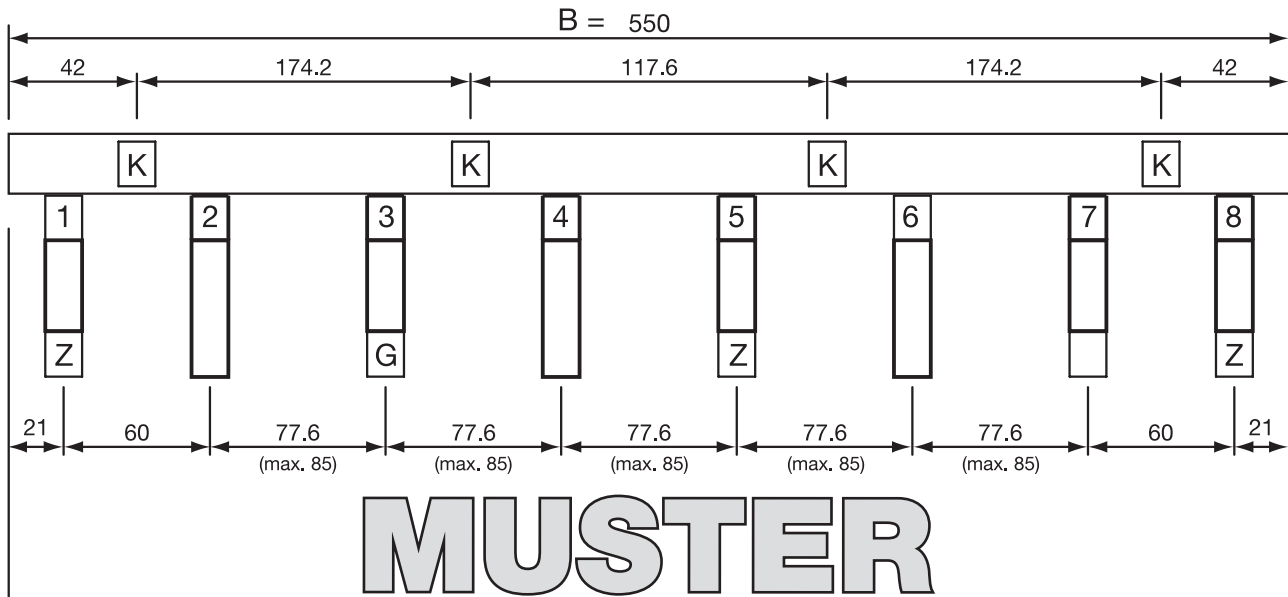 B = 550
42 174.2 117.6 174.2 42
K K K K
1 2 3 4 5 6 7 8
Z G Z Z
21 60 77.6 77.6 77.6 77.6 77.6 60 21
(max. 85) (max. 85) (max. 85) (max. 85) (max. 85)
MUSTER